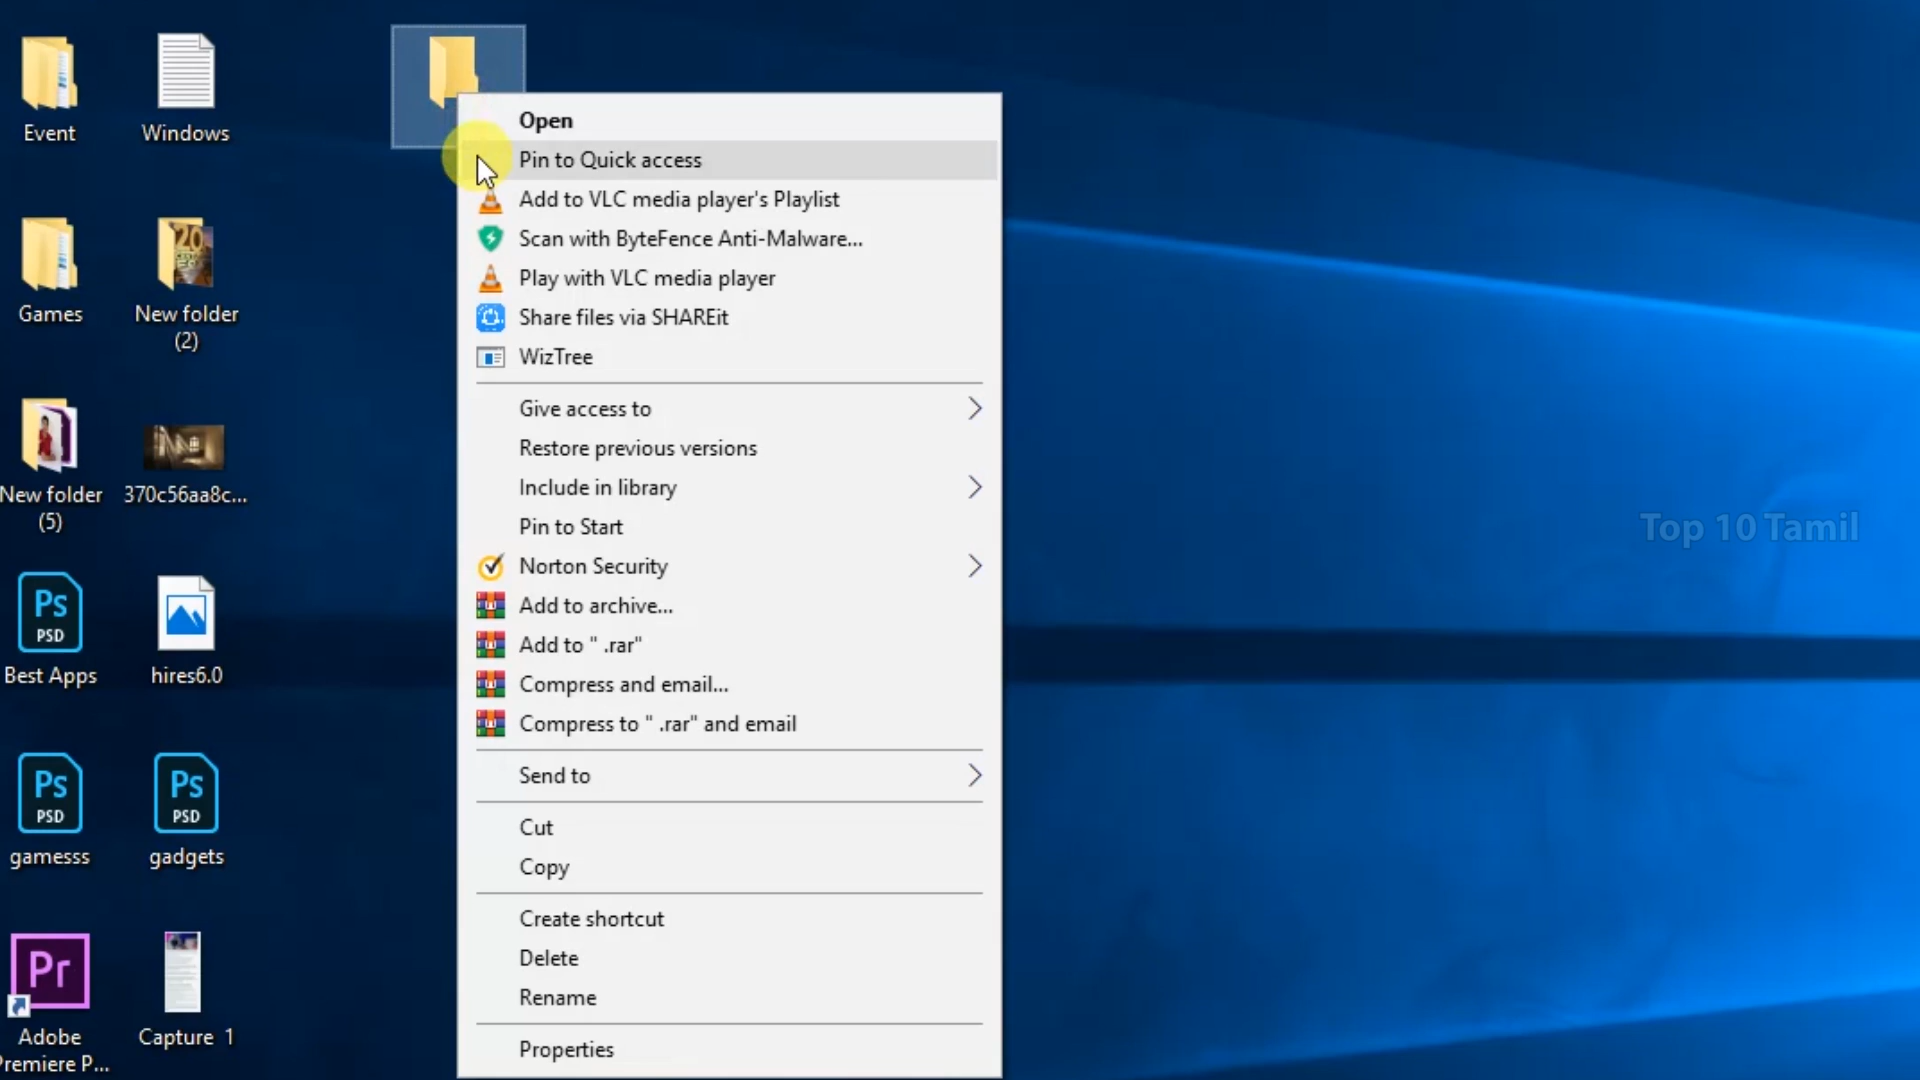 Event
Windows
Games
New folder
(2)
New folder
(5)
370c56aa8c...
Ps
PSD
Best Apps
hires6.0
Ps
PSD
gamesss
Ps
PSD
gadgets
Pr
Adobe
Premiere P...
Capture 1
Open
Pin to Quick access
Add to VLC media player's Playlist
Scan with ByteFence Anti-Malware...
Play with VLC media player
Share files via SHAREit
WizTree
Give access to
Restore previous versions
Include in library
Pin to Start
Norton Security
Add to archive...
Add to " .rar"
Compress and email...
Compress to " .rar" and email
Send to
Cut
Copy
Create shortcut
Delete
Rename
Properties
Top 10 Tamil